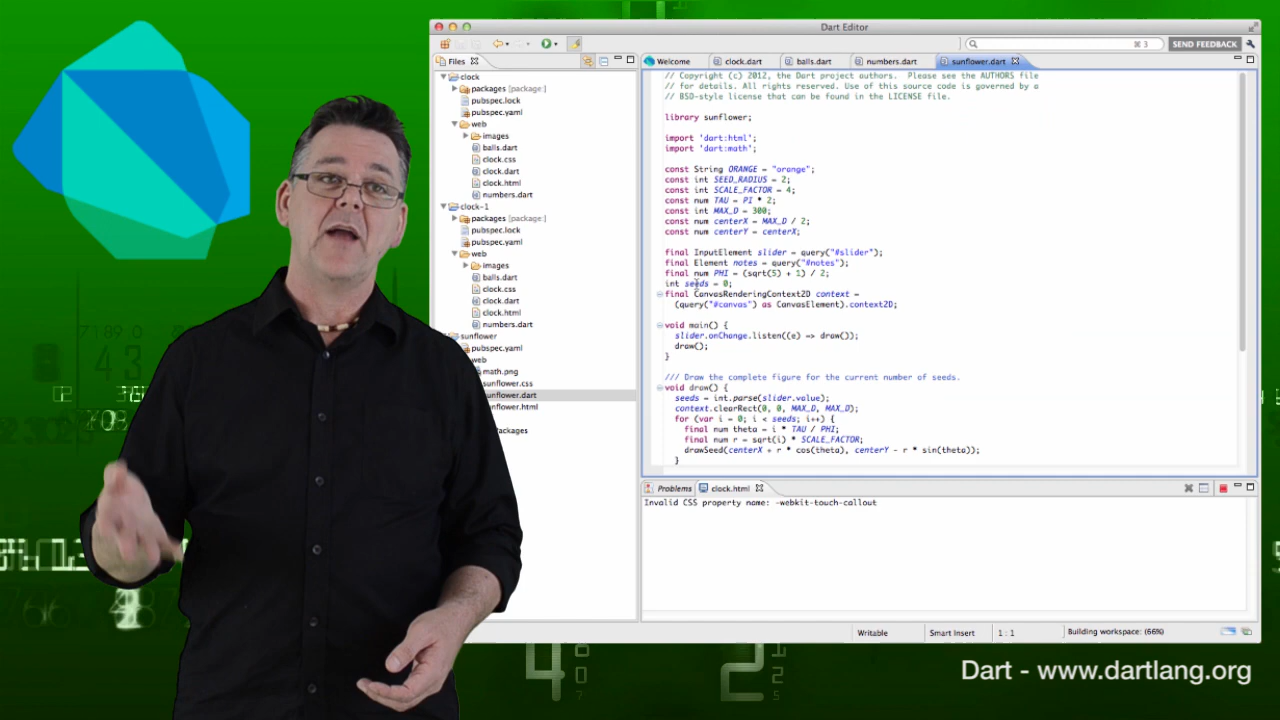 Dart Editor
⌘ 3
SEND FEEDBACK
Files
Welcome
clock.dart
balls.dart
numbers.dart
sunflower.dart
clock
packages [package:]
pubspec.lock
pubspec.yaml
web
images
balls.dart
clock.css
clock.dart
clock.html
numbers.dart
clock-1
packages [package:]
pubspec.lock
pubspec.yaml
web
images
balls.dart
clock.css
clock.dart
clock.html
numbers.dart
sunflower
pubspec.yaml
web
math.png
sunflower.css
unflower.dart
unflower.html
ackages
// Copyright (c) 2012, the Dart project authors.  Please see the AUTHORS file
// for details. All rights reserved. Use of this source code is governed by a
// BSD-style license that can be found in the LICENSE file.
library sunflower;
import 'dart:html';
import 'dart:math';
const String ORANGE = "orange";
const int SEED_RADIUS = 2;
const int SCALE_FACTOR = 4;
const num TAU = PI * 2;
const int MAX_D = 300;
const num centerX = MAX_D / 2;
const num centerY = centerX;
final InputElement slider = query("#slider");
final Element notes = query("#notes");
final num PHI = (sqrt(5) + 1) / 2;
int seeds = 0;
final CanvasRenderingContext2D context =
(query("#canvas") as CanvasElement).context2D;
void main() {
slider.onChange.listen((e) => draw());
draw();
}
/// Draw the complete figure for the current number of seeds.
void draw() {
seeds = int.parse(slider.value);
context.clearRect(0, 0, MAX_D, MAX_D);
for (var i = 0; i < seeds; i++) {
final num theta = i * TAU / PHI;
final num r = sqrt(i) * SCALE_FACTOR;
drawSeed(centerX + r * cos(theta), centerY - r * sin(theta));
}
Problems
clock.html
Invalid CSS property name: -webkit-touch-callout
Writable
Smart Insert
1 : 1
Building workspace: (66%)
Dart - www.dartlang.org